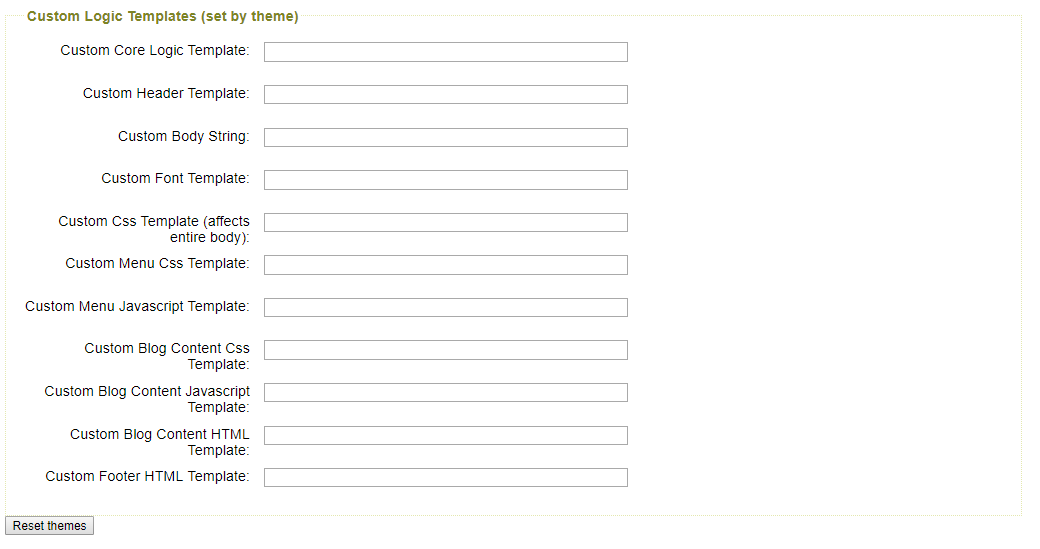 Custom Logic Templates (set by theme)
Custom Core Logic Template:
Custom Header Template:
Custom Body String:
Custom Font Template:
Custom Css Template (affects
entire body):
Custom Menu Css Template:
Custom Menu Javascript Template:
Custom Blog Content Css
Template:
Custom Blog Content Javascript
Template:
Custom Blog Content HTML
Template:
Custom Footer HTML Template:
Reset themes